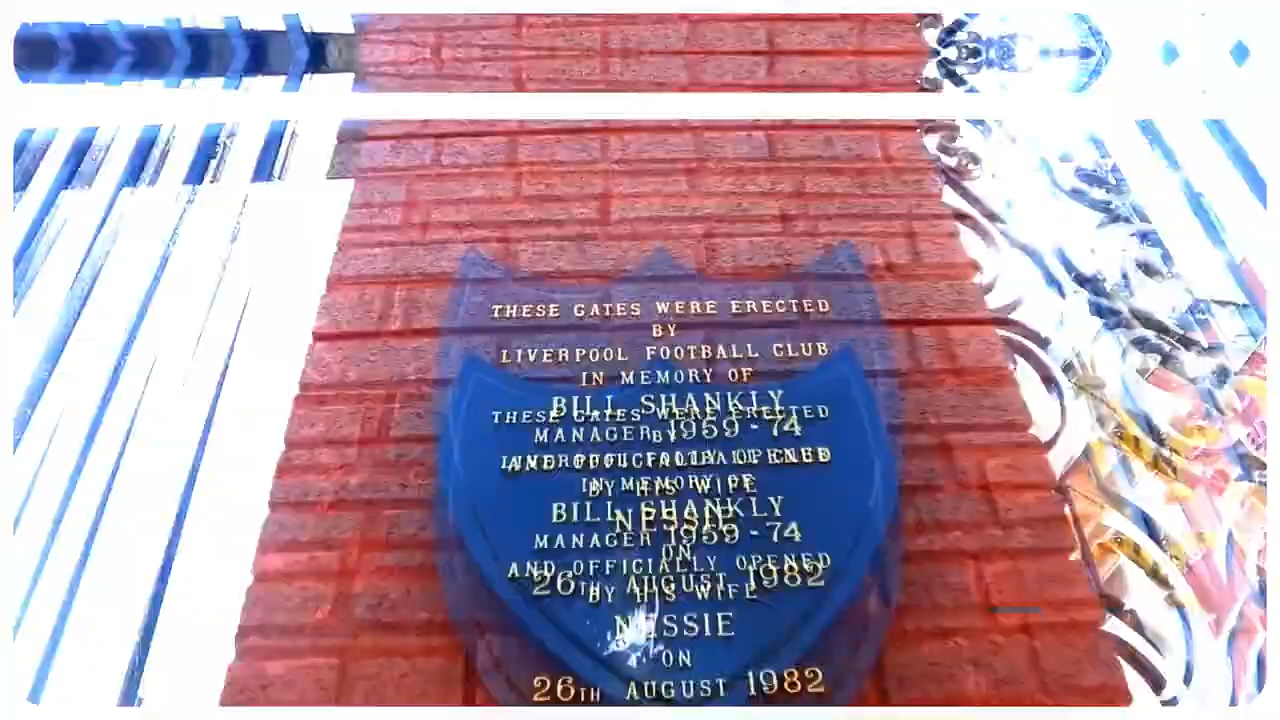 THESE GATES WERE ERECTED
BY
LIVERPOOL FOOTBALL CLUB
IN MEMORY OF
BILL SHANKLY
MANAGER 1959-74
AND OFFICIALLY OPENED
BY HIS WIFE
NESSIE
ON
26TH AUGUST 1982